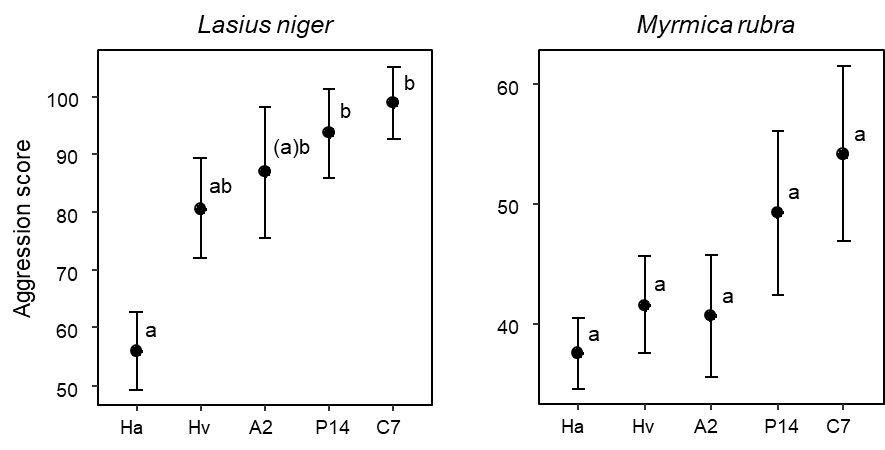 Lasius niger
Aggression score
100
90
80
70
60
50
a
ab
(a)b
b
b
Ha Hv A2 P14 C7
Myrmica rubra
60
50
40
a
a
a
a
a
Ha Hv A2 P14 C7